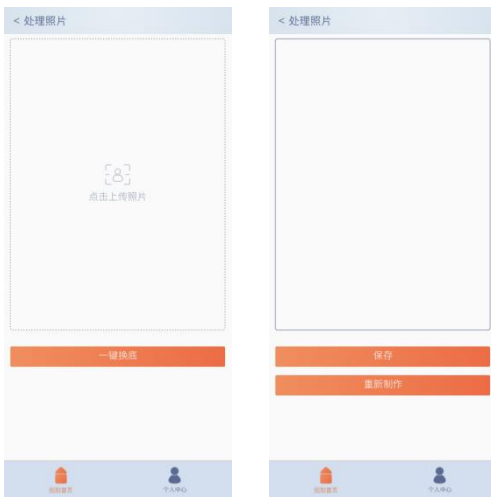 < 处理照片
点击上传照片
一键换底
个人中心
< 处理照片
保存
重新制作
个人中心